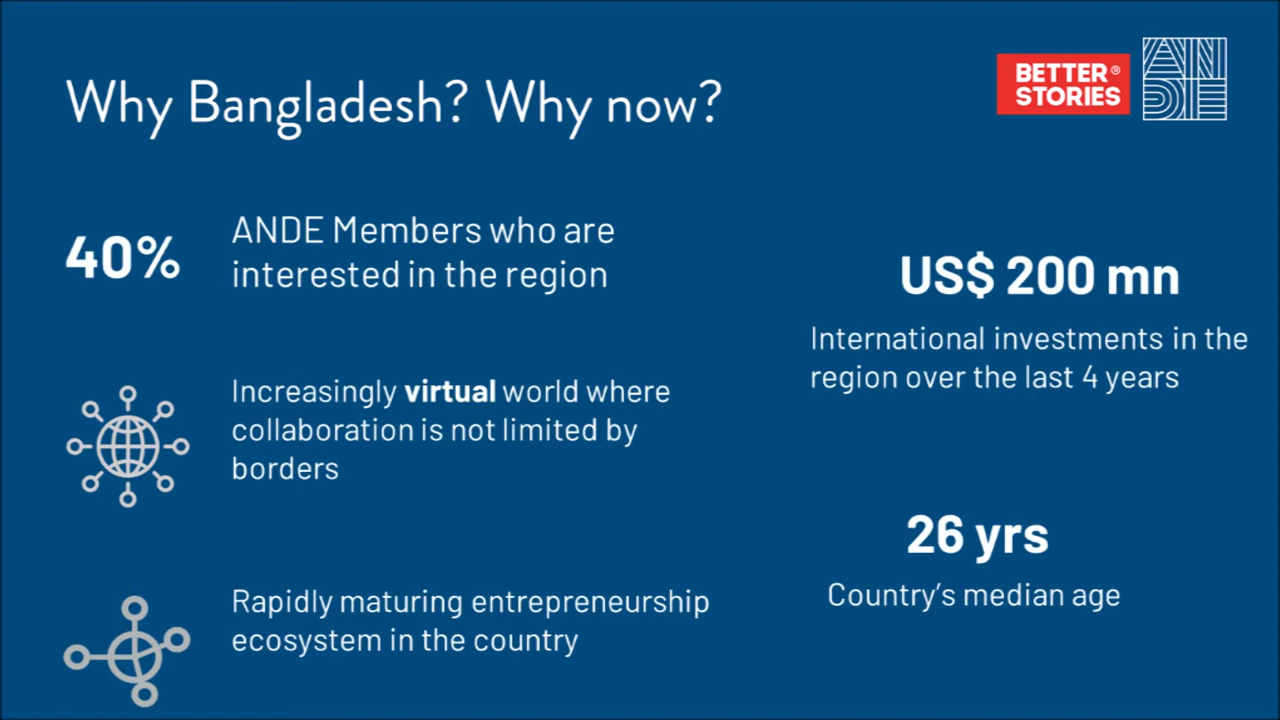 Why Bangladesh? Why now?
BETTER®
STORIES
AN
DE
40%
ANDE Members who are
interested in the region
Increasingly virtual world where
collaboration is not limited by
borders
Rapidly maturing entrepreneurship
ecosystem in the country
US$ 200 mn
International investments in the
region over the last 4 years
26 yrs
Country's median age